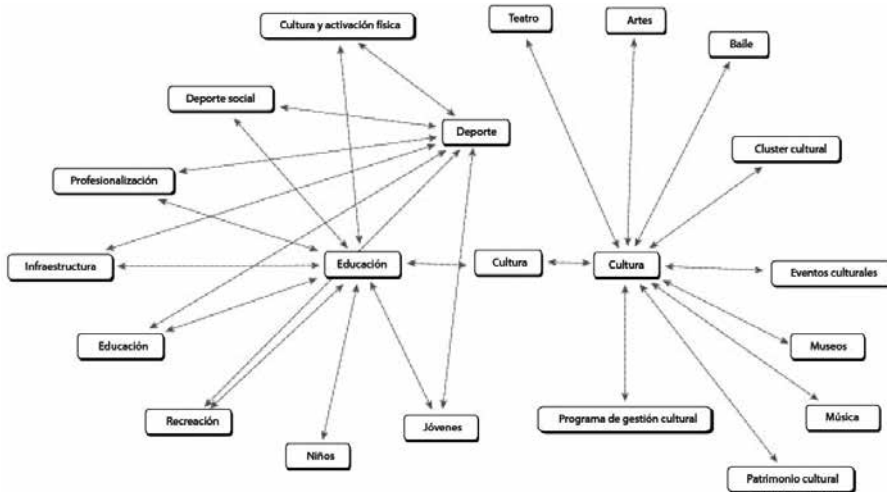 Cultura y activación física
Teatro
Artes
Baile
Deporte social
Deporte
Cluster cultural
Profesionalización
Infraestructura
Educación
Cultura
Cultura
Eventos culturales
Educación
Museos
Recreación
Jóvenes
Programa de gestión cultural
Música
Niños
Patrimonio cultural